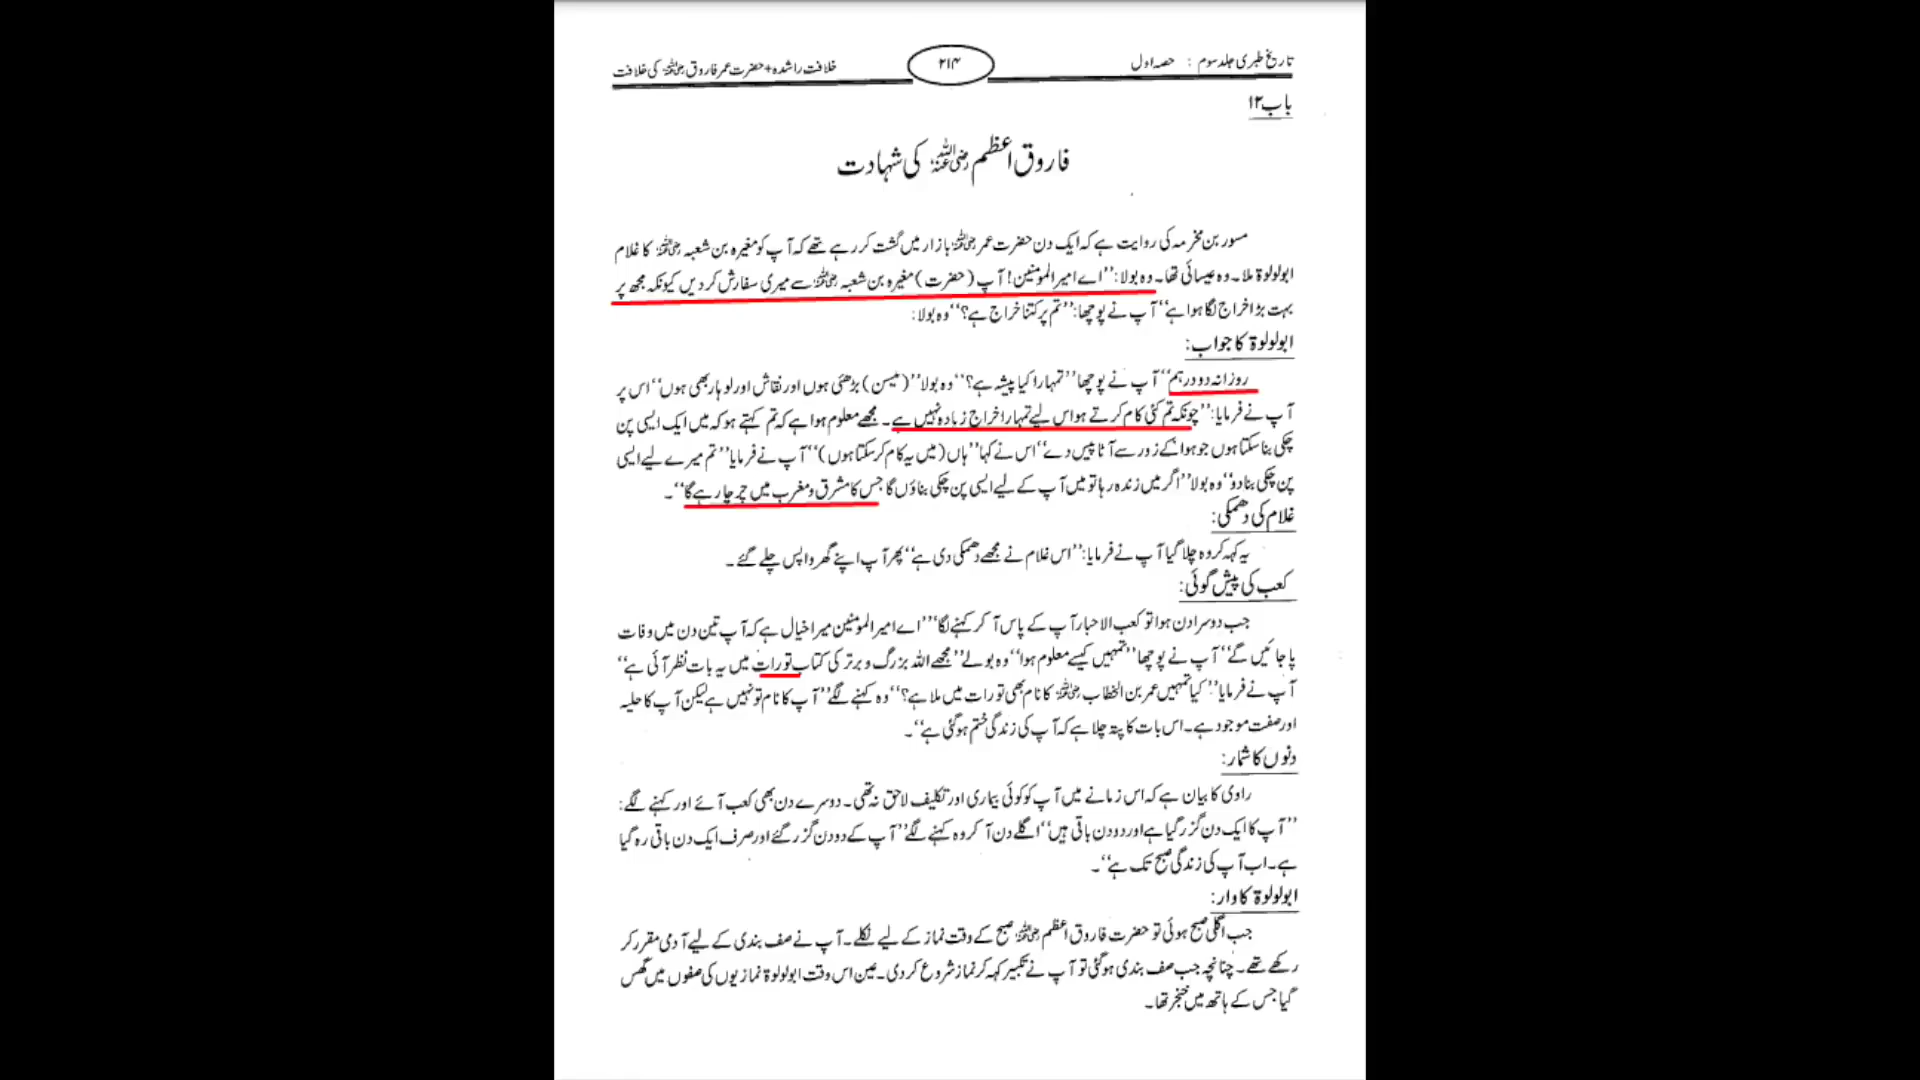 تاریخ طبری جلد سوم : حصہ اول
۲۱۴
خلافت راشدہ + حضرت عمر فاروق رضی اللہ عنہ کی خلافت
باب ۱۲
فاروق اعظم رضی اللہ عنہ کی شہادت
مسور بن مخرمہ کی روایت ہے کہ ایک دن حضرت عمر رضی اللہ عنہ بازار میں گشت کر رہے تھے کہ آپ کو مغیرہ بن شعبہ رضی اللہ عنہ کا غلام
ابولولوۃ ملا۔ وہ عیسائی تھا۔ وہ بولا: ’’اے امیر المومنین! آپ (حضرت) مغیرہ بن شعبہ رضی اللہ عنہ سے میری سفارش کر دیں کیونکہ مجھ پر
بہت بڑا خراج لگا ہوا ہے‘‘ آپ نے پوچھا: ’’تم پر کتنا خراج ہے؟‘‘ وہ بولا:
ابولولوۃ کا جواب:
روزانہ دو درہم‘‘ آپ نے پوچھا ’’تمہارا کیا پیشہ ہے؟‘‘ وہ بولا ’’(میسن) بڑھئی ہوں اور نقاش اور لوہار بھی ہوں‘‘ اس پر
آپ نے فرمایا: ’’چونکہ تم کئی کام کرتے ہو اس لیے تمہارا خراج زیادہ نہیں ہے۔ مجھے معلوم ہوا ہے کہ تم کہتے ہو کہ میں ایک ایسی پن
چکی بنا سکتا ہوں جو ہوا کے زور سے آٹا پیس دے‘‘ اس نے کہا ’’ہاں (میں یہ کام کر سکتا ہوں)‘‘ آپ نے فرمایا ’’تم میرے لیے ایسی
پن چکی بنا دو‘‘ وہ بولا ’’اگر میں زندہ رہا تو میں آپ کے لیے ایسی پن چکی بناؤں گا جس کا مشرق و مغرب میں چرچا رہے گا‘‘۔
غلام کی دھمکی:
یہ کہہ کر وہ چلا گیا آپ نے فرمایا: ’’اس غلام نے مجھے دھمکی دی ہے‘‘ پھر آپ اپنے گھر واپس چلے گئے۔
کعب کی پیش گوئی:
جب دوسرا دن ہوا تو کعب الاحبار آپ کے پاس آ کر کہنے لگا ’’اے امیر المومنین میرا خیال ہے کہ آپ تین دن میں وفات
پا جائیں گے‘‘ آپ نے پوچھا ’’تمہیں کیسے معلوم ہوا‘‘ وہ بولے ’’مجھے اللہ بزرگ و برتر کی کتاب تورات میں یہ بات نظر آئی ہے‘‘
آپ نے فرمایا ’’کیا تمہیں عمر بن الخطاب رضی اللہ عنہ کا نام بھی تورات میں ملا ہے؟‘‘ وہ کہنے لگے ’’آپ کا نام تو نہیں ہے لیکن آپ کا حلیہ
اور صفت موجود ہے۔ اس بات کا پتہ چلا ہے کہ آپ کی زندگی ختم ہو گئی ہے‘‘۔
دنوں کا شمار:
راوی کا بیان ہے کہ اس زمانے میں آپ کو کوئی بیماری اور تکلیف لاحق نہ تھی۔ دوسرے دن بھی کعب آئے اور کہنے لگے:
’’آپ کا ایک دن گزر گیا ہے اور دو دن باقی ہیں‘‘ اگلے دن آ کر وہ کہنے لگے ’’آپ کے دو دن گزر گئے اور صرف ایک دن باقی رہ گیا
ہے۔ اب آپ کی زندگی صبح تک ہے‘‘۔
ابولولوۃ کا وار:
جب اگلی صبح ہوئی تو حضرت فاروق اعظم رضی اللہ عنہ صبح کے وقت نماز کے لیے نکلے۔ آپ نے صف بندی کے لیے آدمی مقرر کر
رکھے تھے۔ چنانچہ جب صف بندی ہو گئی تو آپ نے تکبیر کہہ کر نماز شروع کر دی۔ عین اس وقت ابولولوۃ نمازیوں کی صفوں میں گھس
گیا جس کے ہاتھ میں خنجر تھا۔